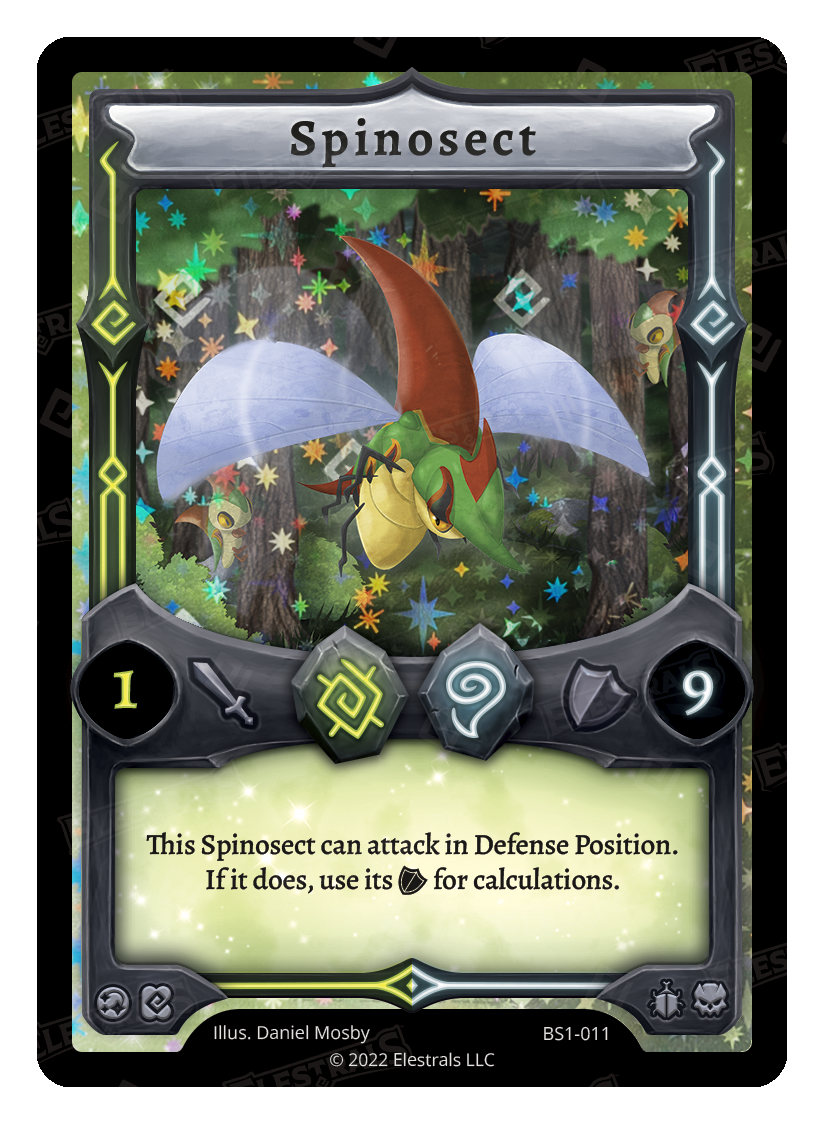 Spinosect
1
9
This Spinosect can attack in Defense Position.
If it does, use its for calculations.
Illus. Daniel Mosby BS1-011
© 2022 Elestrals LLC